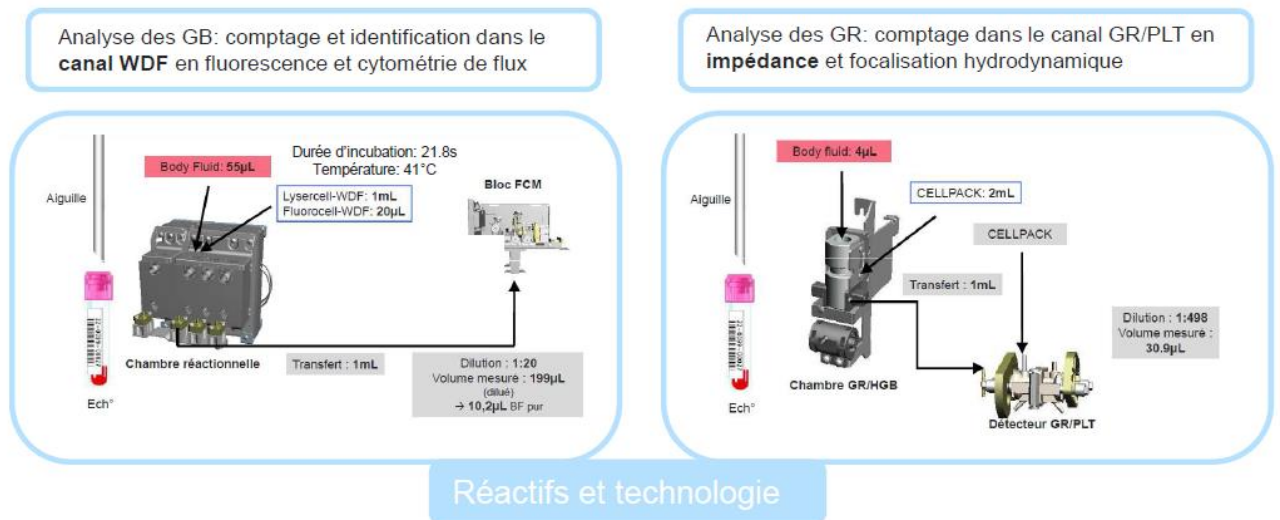 Analyse des GB: comptage et identification dans le
canal WDF en fluorescence et cytométrie de flux
Analyse des GR: comptage dans le canal GR/PLT en
impédance et focalisation hydrodynamique
Body Fluid: 55µL
Durée d'incubation: 21.8s
Température: 41°C
Aiguille
Lysercell-WDF: 1mL
Fluorocell-WDF: 20µL
Bloc FCM
Chambre réactionnelle
Transfert : 1mL
Dilution : 1:20
Volume mesuré : 199µL
(dilué)
→ 10,2µL BF pur
Ech°
Body fluid: 4µL
Aiguille
CELLPACK: 2mL
CELLPACK
Transfert : 1mL
Dilution : 1:498
Volume mesuré :
30.9µL
Chambre GR/HGB
Ech°
Détecteur GR/PLT
Réactifs et technologie